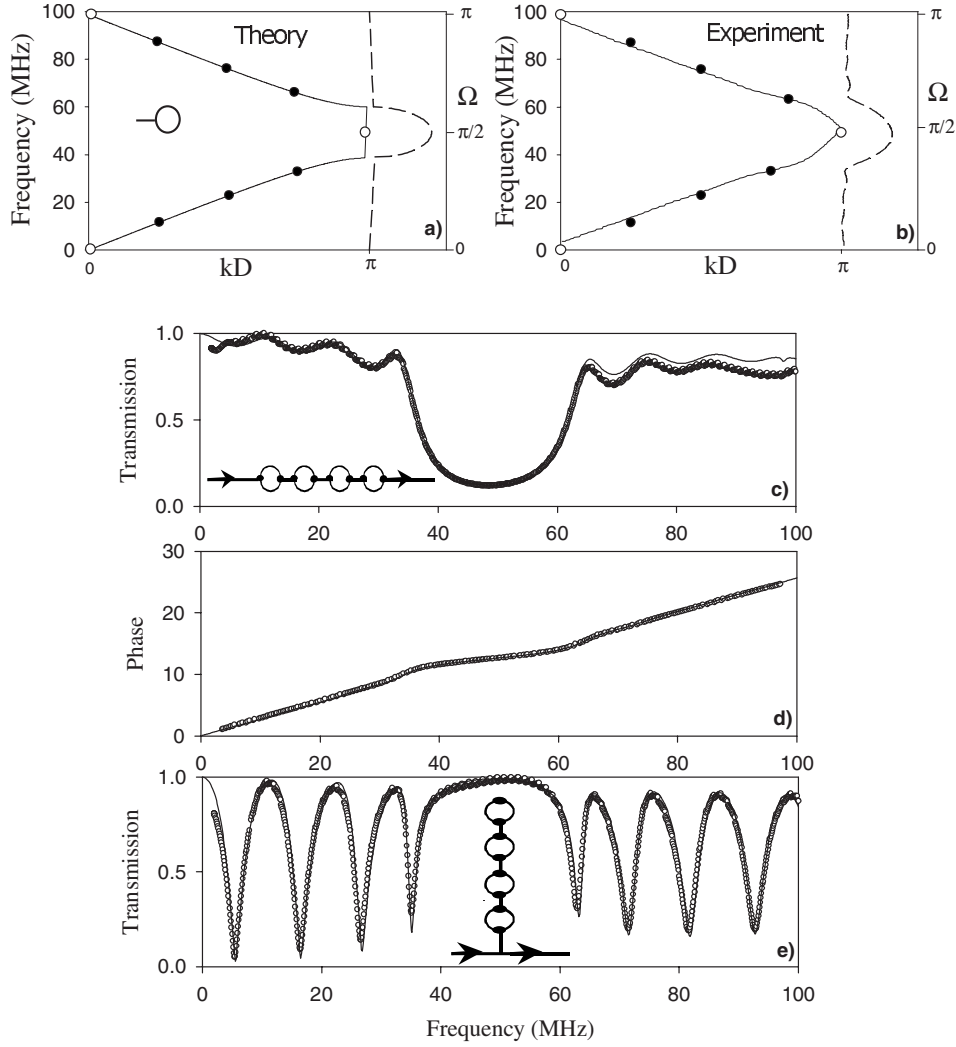 100
80
60
40
20
0
Frequency (MHz)
Theory
a)
0
kD
π
π
Ω
π/2
0
100
80
60
40
20
0
Frequency (MHz)
Experiment
b)
0
kD
π
π
Ω
π/2
0
1.0
0.5
0.0
Transmission
c)
0 20 40 60 80 100
30
20
10
0
Phase
d)
0 20 40 60 80 100
1.0
0.5
0.0
Transmission
e)
0 20 40 60 80 100
Frequency (MHz)